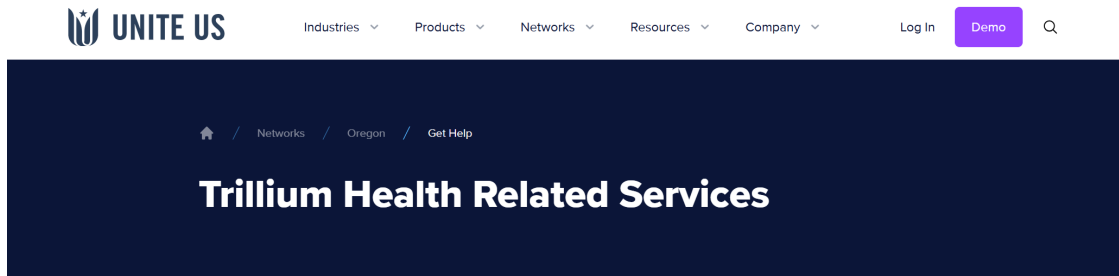 UNITE US Industries Products Networks Resources Company Log In Demo
/ Networks / Oregon / Get Help
Trillium Health Related Services